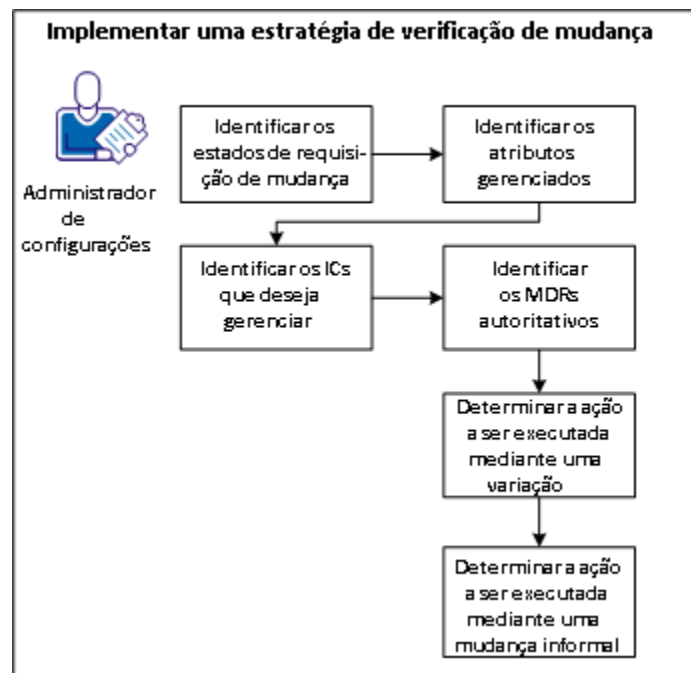 Implementar uma estratégia de verificação de mudança
Administrador
de
configurações
Identificar os
estados de requisi-
ção de mudança
Identificar os
atributos
gerenciados
Identificar os ICs
que deseja
gerenciar
Identificar
os MDRs
autoritativos
Determinar a ação
a ser executada
mediante uma
variação
Determinar a ação
a ser executada
mediante uma
mudança informal